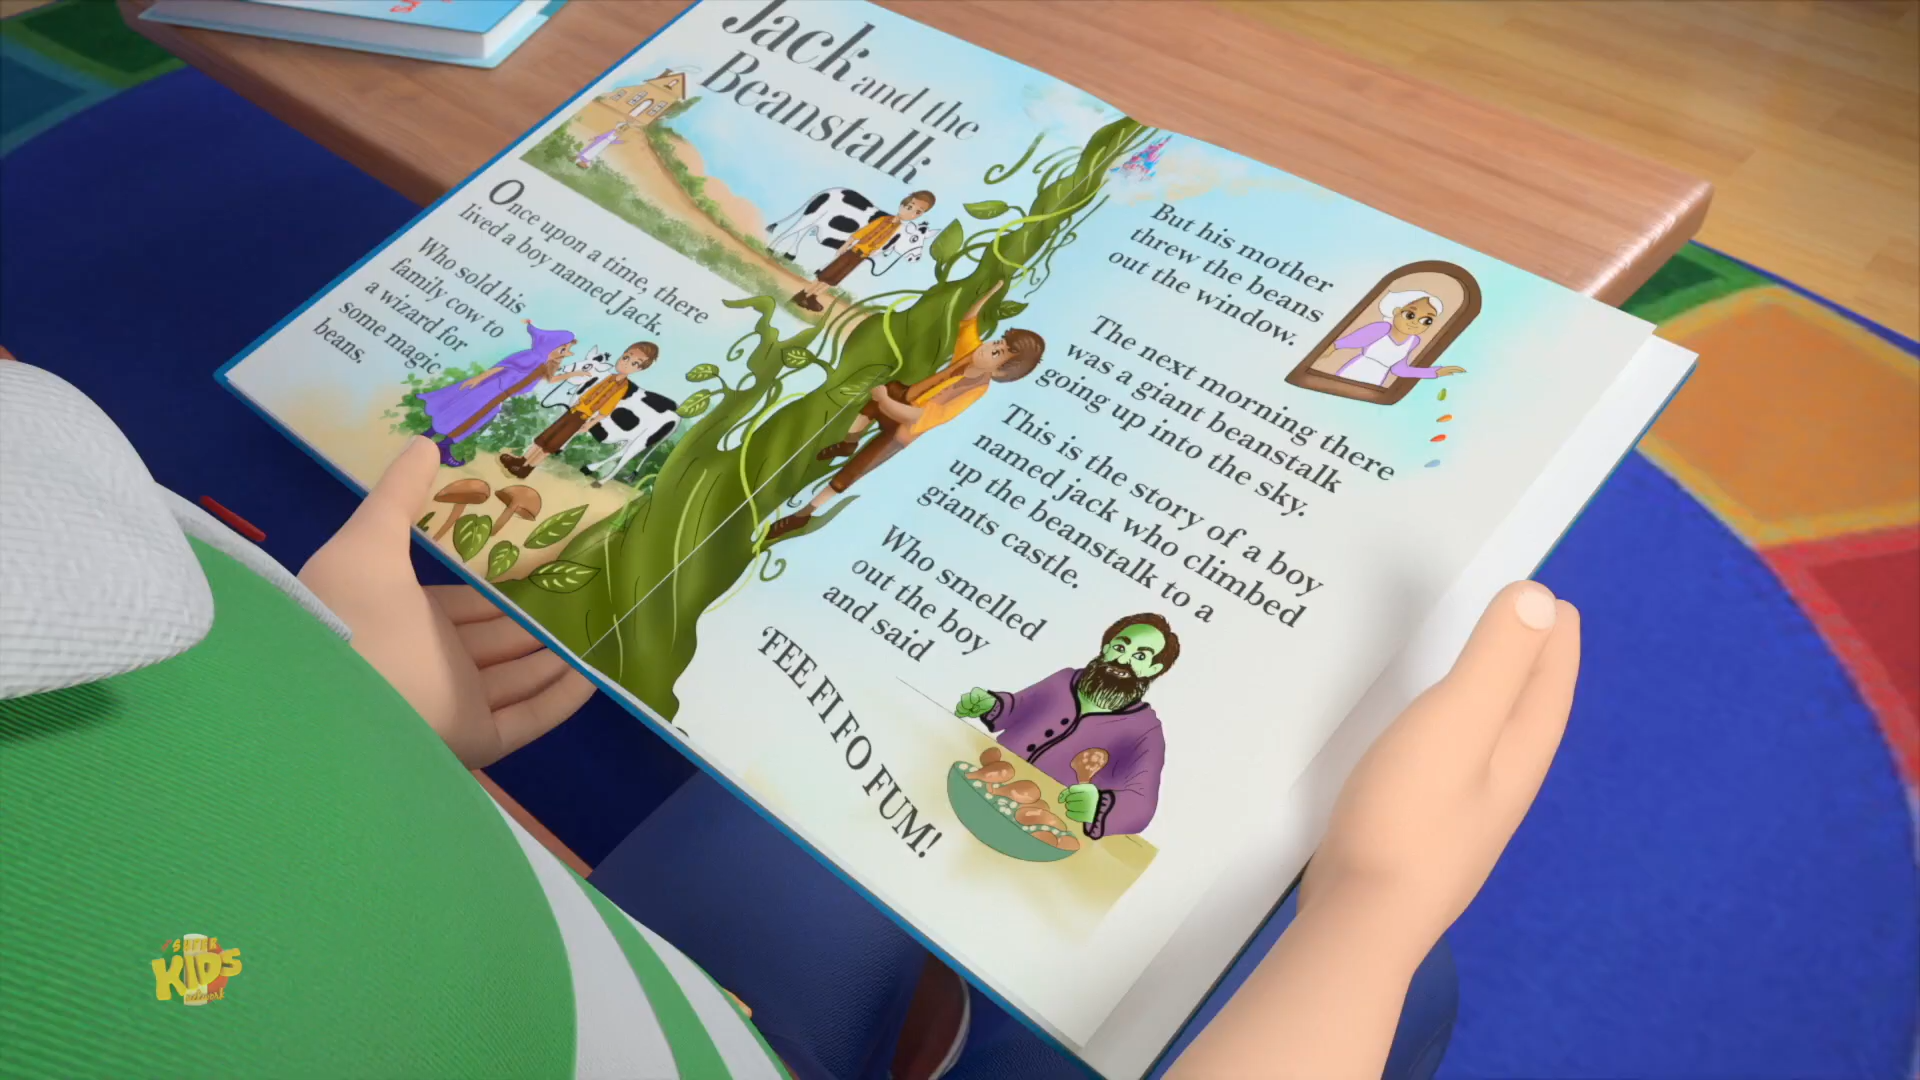 Jack and the
Beanstalk
Once upon a time, there
lived a boy named Jack.
Who sold his
family cow to
a wizard for
some magic
beans.
But his mother
threw the beans
out the window.
The next morning there
was a giant beanstalk
going up into the sky.
This is the story of a boy
named jack who climbed
up the beanstalk to a
giants castle.
Who smelled
out the boy
and said
'FEE FI FO FUM!
SUPER
KIDS
network